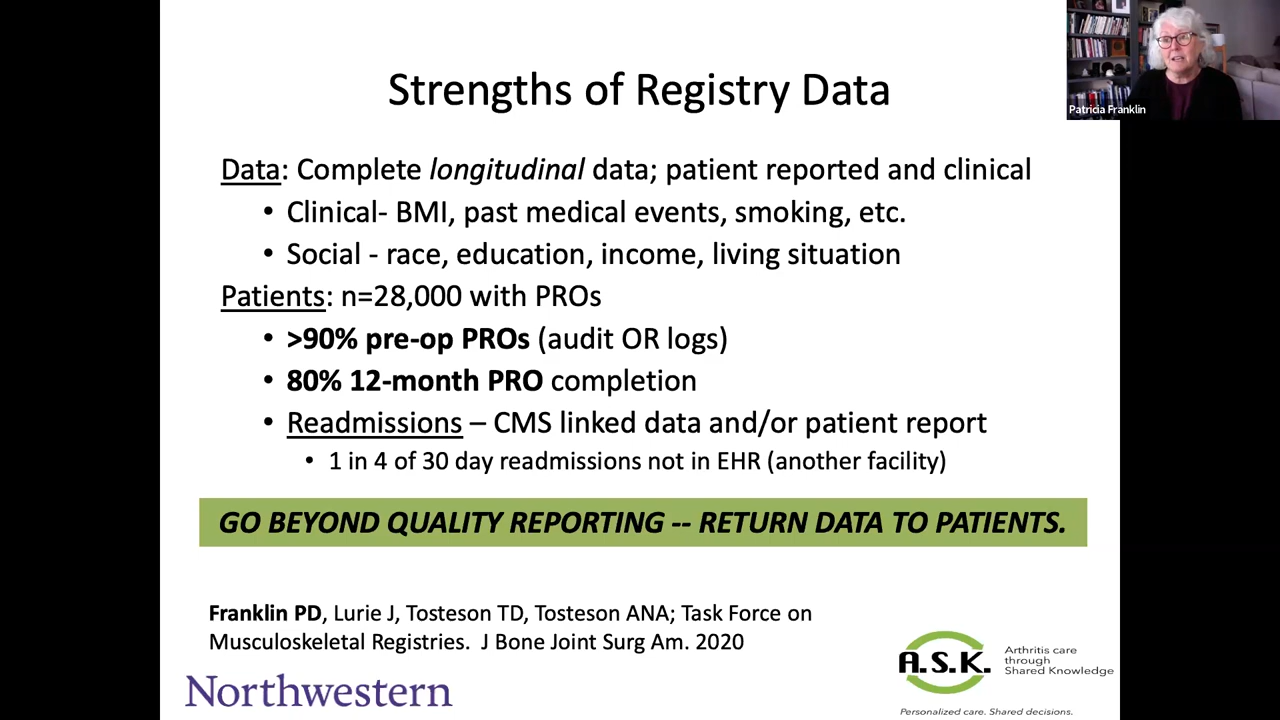 Strengths of Registry Data
Patricia Franklin
Data: Complete longitudinal data; patient reported and clinical
• Clinical- BMI, past medical events, smoking, etc.
• Social - race, education, income, living situation
Patients: n=28,000 with PROs
• >90% pre-op PROs (audit OR logs)
• 80% 12-month PRO completion
• Readmissions – CMS linked data and/or patient report
• 1 in 4 of 30 day readmissions not in EHR (another facility)
GO BEYOND QUALITY REPORTING -- RETURN DATA TO PATIENTS.
Franklin PD, Lurie J, Tosteson TD, Tosteson ANA; Task Force on
Musculoskeletal Registries. J Bone Joint Surg Am. 2020
Northwestern
A.S.K.
Arthritis care
through
Shared Knowledge
Personalized care. Shared decisions.